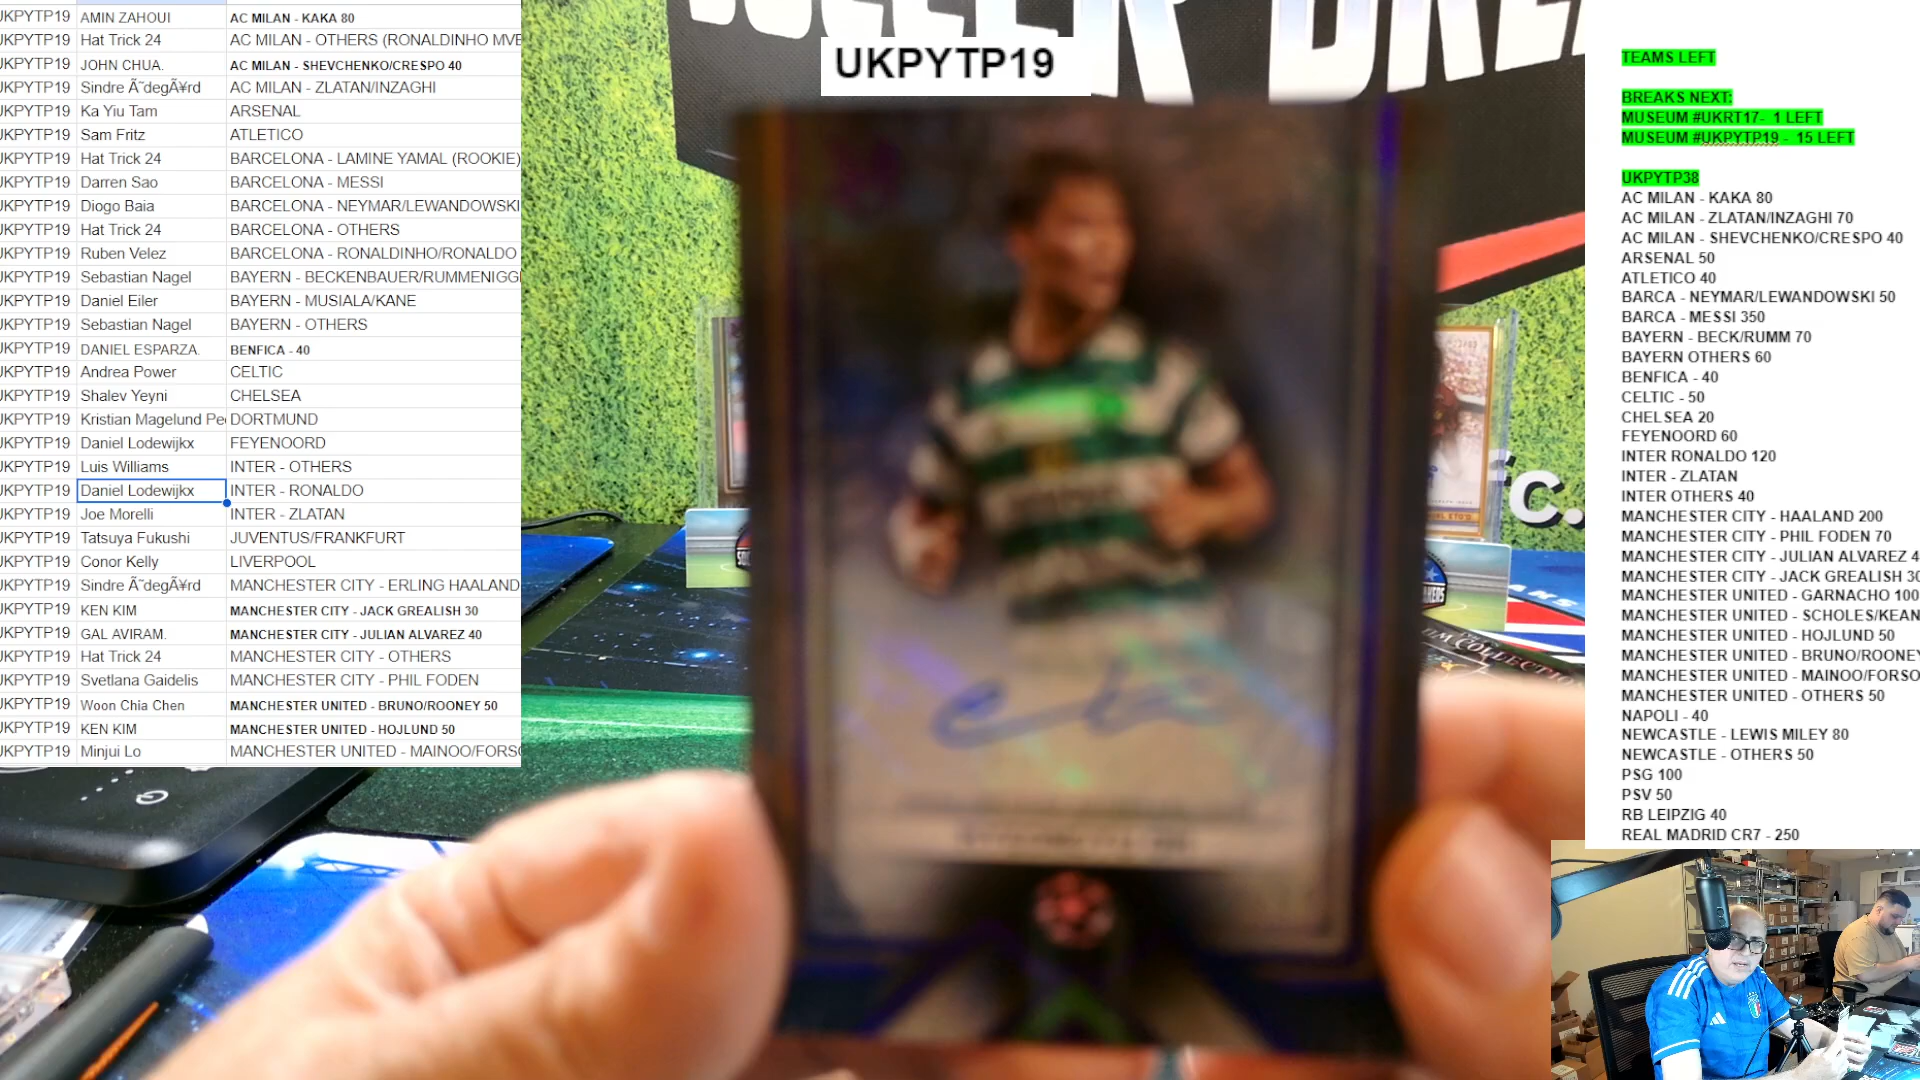 UKPYTP19 AMIN ZAHOUI AC MILAN - KAKA 80
UKPYTP19 Hat Trick 24 AC MILAN - OTHERS (RONALDINHO MVE
UKPYTP19 JOHN CHUA. AC MILAN - SHEVCHENKO/CRESPO 40
UKPYTP19 Sindre Ã˜degÃ¥rd AC MILAN - ZLATAN/INZAGHI
UKPYTP19 Ka Yiu Tam ARSENAL
UKPYTP19 Sam Fritz ATLETICO
UKPYTP19 Hat Trick 24 BARCELONA - LAMINE YAMAL (ROOKIE)
UKPYTP19 Darren Sao BARCELONA - MESSI
UKPYTP19 Diogo Baia BARCELONA - NEYMAR/LEWANDOWSKI
UKPYTP19 Hat Trick 24 BARCELONA - OTHERS
UKPYTP19 Ruben Velez BARCELONA - RONALDINHO/RONALDO
UKPYTP19 Sebastian Nagel BAYERN - BECKENBAUER/RUMMENIGG
UKPYTP19 Daniel Eiler BAYERN - MUSIALA/KANE
UKPYTP19 Sebastian Nagel BAYERN - OTHERS
UKPYTP19 DANIEL ESPARZA. BENFICA - 40
UKPYTP19 Andrea Power CELTIC
UKPYTP19 Shalev Yeyni CHELSEA
UKPYTP19 Kristian Magelund Pe DORTMUND
UKPYTP19 Daniel Lodewijkx FEYENOORD
UKPYTP19 Luis Williams INTER - OTHERS
UKPYTP19 Daniel Lodewijkx INTER - RONALDO
UKPYTP19 Joe Morelli INTER - ZLATAN
UKPYTP19 Tatsuya Fukushi JUVENTUS/FRANKFURT
UKPYTP19 Conor Kelly LIVERPOOL
UKPYTP19 Sindre Ã˜degÃ¥rd MANCHESTER CITY - ERLING HAALAND
UKPYTP19 KEN KIM MANCHESTER CITY - JACK GREALISH 30
UKPYTP19 GAL AVIRAM. MANCHESTER CITY - JULIAN ALVAREZ 40
UKPYTP19 Hat Trick 24 MANCHESTER CITY - OTHERS
UKPYTP19 Svetlana Gaidelis MANCHESTER CITY - PHIL FODEN
UKPYTP19 Woon Chia Chen MANCHESTER UNITED - BRUNO/ROONEY 50
UKPYTP19 KEN KIM MANCHESTER UNITED - HOJLUND 50
UKPYTP19 Minjui Lo MANCHESTER UNITED - MAINOO/FORSO
UKPYTP19
TEAMS LEFT
BREAKS NEXT:
MUSEUM #UKRT17- 1 LEFT
MUSEUM #UKPYTP19 - 15 LEFT
UKPYTP38
AC MILAN - KAKA 80
AC MILAN - ZLATAN/INZAGHI 70
AC MILAN - SHEVCHENKO/CRESPO 40
ARSENAL 50
ATLETICO 40
BARCA - NEYMAR/LEWANDOWSKI 50
BARCA - MESSI 350
BAYERN - BECK/RUMM 70
BAYERN OTHERS 60
BENFICA - 40
CELTIC - 50
CHELSEA 20
FEYENOORD 60
INTER RONALDO 120
INTER - ZLATAN
INTER OTHERS 40
MANCHESTER CITY - HAALAND 200
MANCHESTER CITY - PHIL FODEN 70
MANCHESTER CITY - JULIAN ALVAREZ 4
MANCHESTER CITY - JACK GREALISH 30
MANCHESTER UNITED - GARNACHO 100
MANCHESTER UNITED - SCHOLES/KEAN
MANCHESTER UNITED - HOJLUND 50
MANCHESTER UNITED - BRUNO/ROONEY
MANCHESTER UNITED - MAINOO/FORSO
MANCHESTER UNITED - OTHERS 50
NAPOLI - 40
NEWCASTLE - LEWIS MILEY 80
NEWCASTLE - OTHERS 50
PSG 100
PSV 50
RB LEIPZIG 40
REAL MADRID CR7 - 250